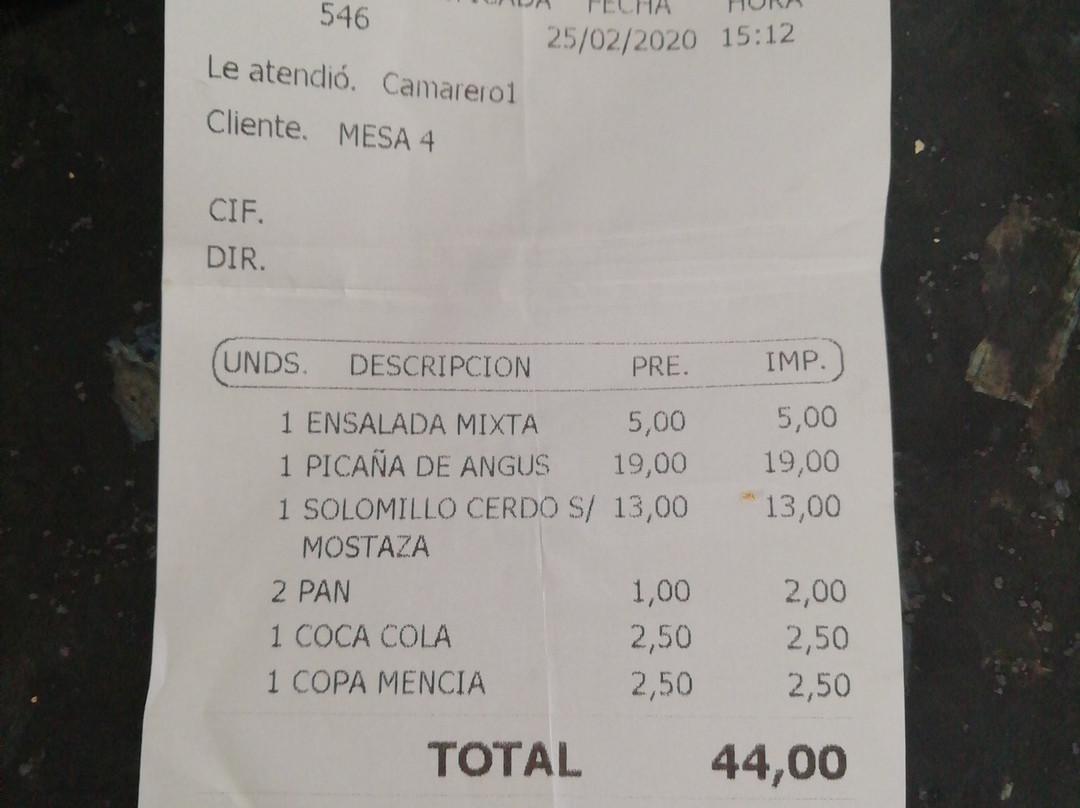 FECHA HORA
546 25/02/2020 15:12
Le atendió. Camarero1
Cliente. MESA 4
CIF.
DIR.
UNDS. DESCRIPCION PRE. IMP.
1 ENSALADA MIXTA 5,00 5,00
1 PICAÑA DE ANGUS 19,00 19,00
1 SOLOMILLO CERDO S/ 13,00 13,00
MOSTAZA
2 PAN 1,00 2,00
1 COCA COLA 2,50 2,50
1 COPA MENCIA 2,50 2,50
TOTAL 44,00